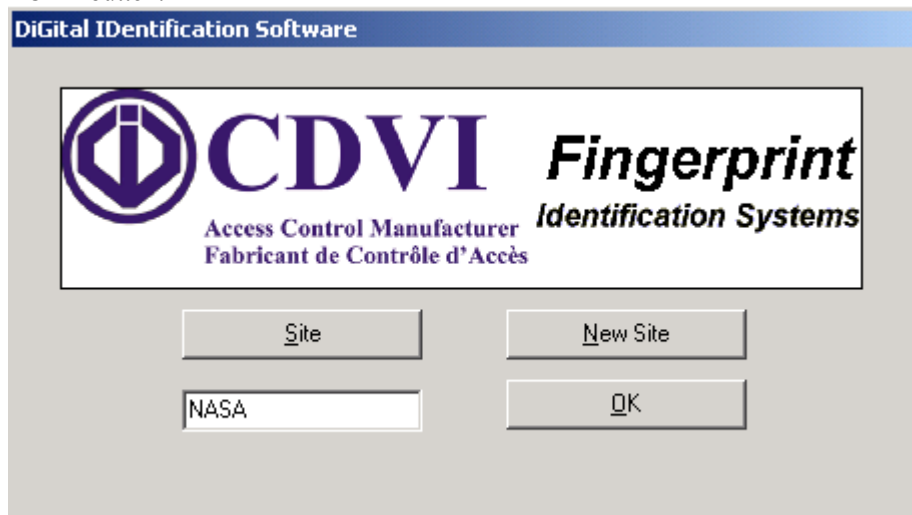 DiGital IDentification Software
CDVI
Fingerprint
Identification Systems
Access Control Manufacturer
Fabricant de Contrôle d'Accès
Site
New Site
NASA
OK